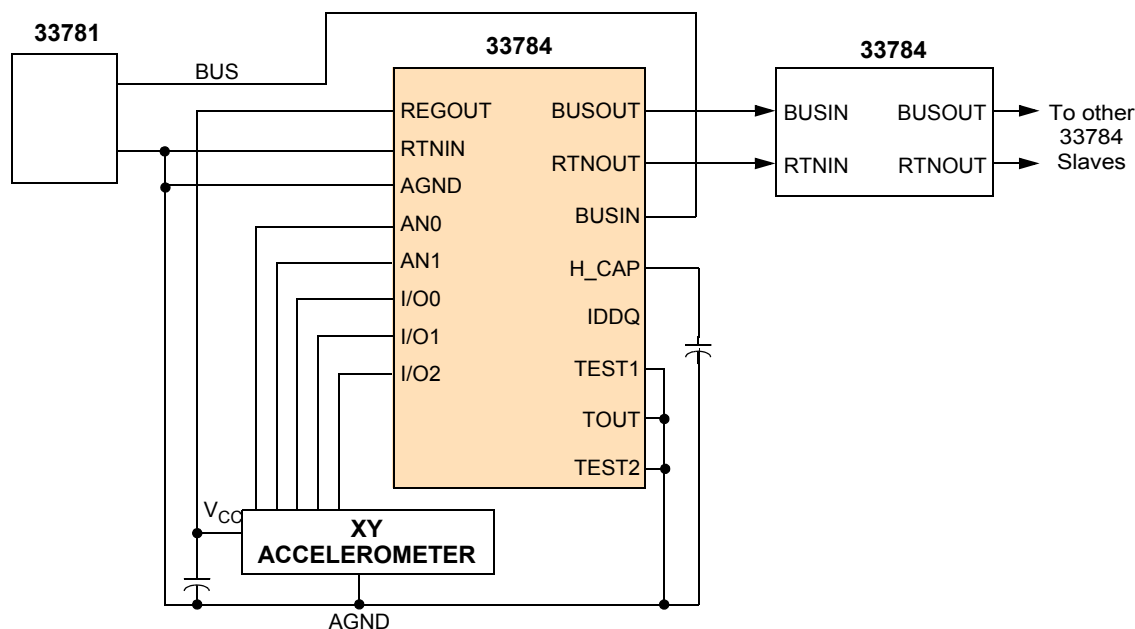 33781
BUS
33784
REGOUT
RTNIN
AGND
AN0
AN1
I/O0
I/O1
I/O2
BUSOUT
RTNOUT
BUSIN
H_CAP
IDDQ
TEST1
TOUT
TEST2
33784
BUSIN
RTNIN
BUSOUT
RTNOUT
To other
33784
Slaves
VCC
XY
ACCELEROMETER
AGND